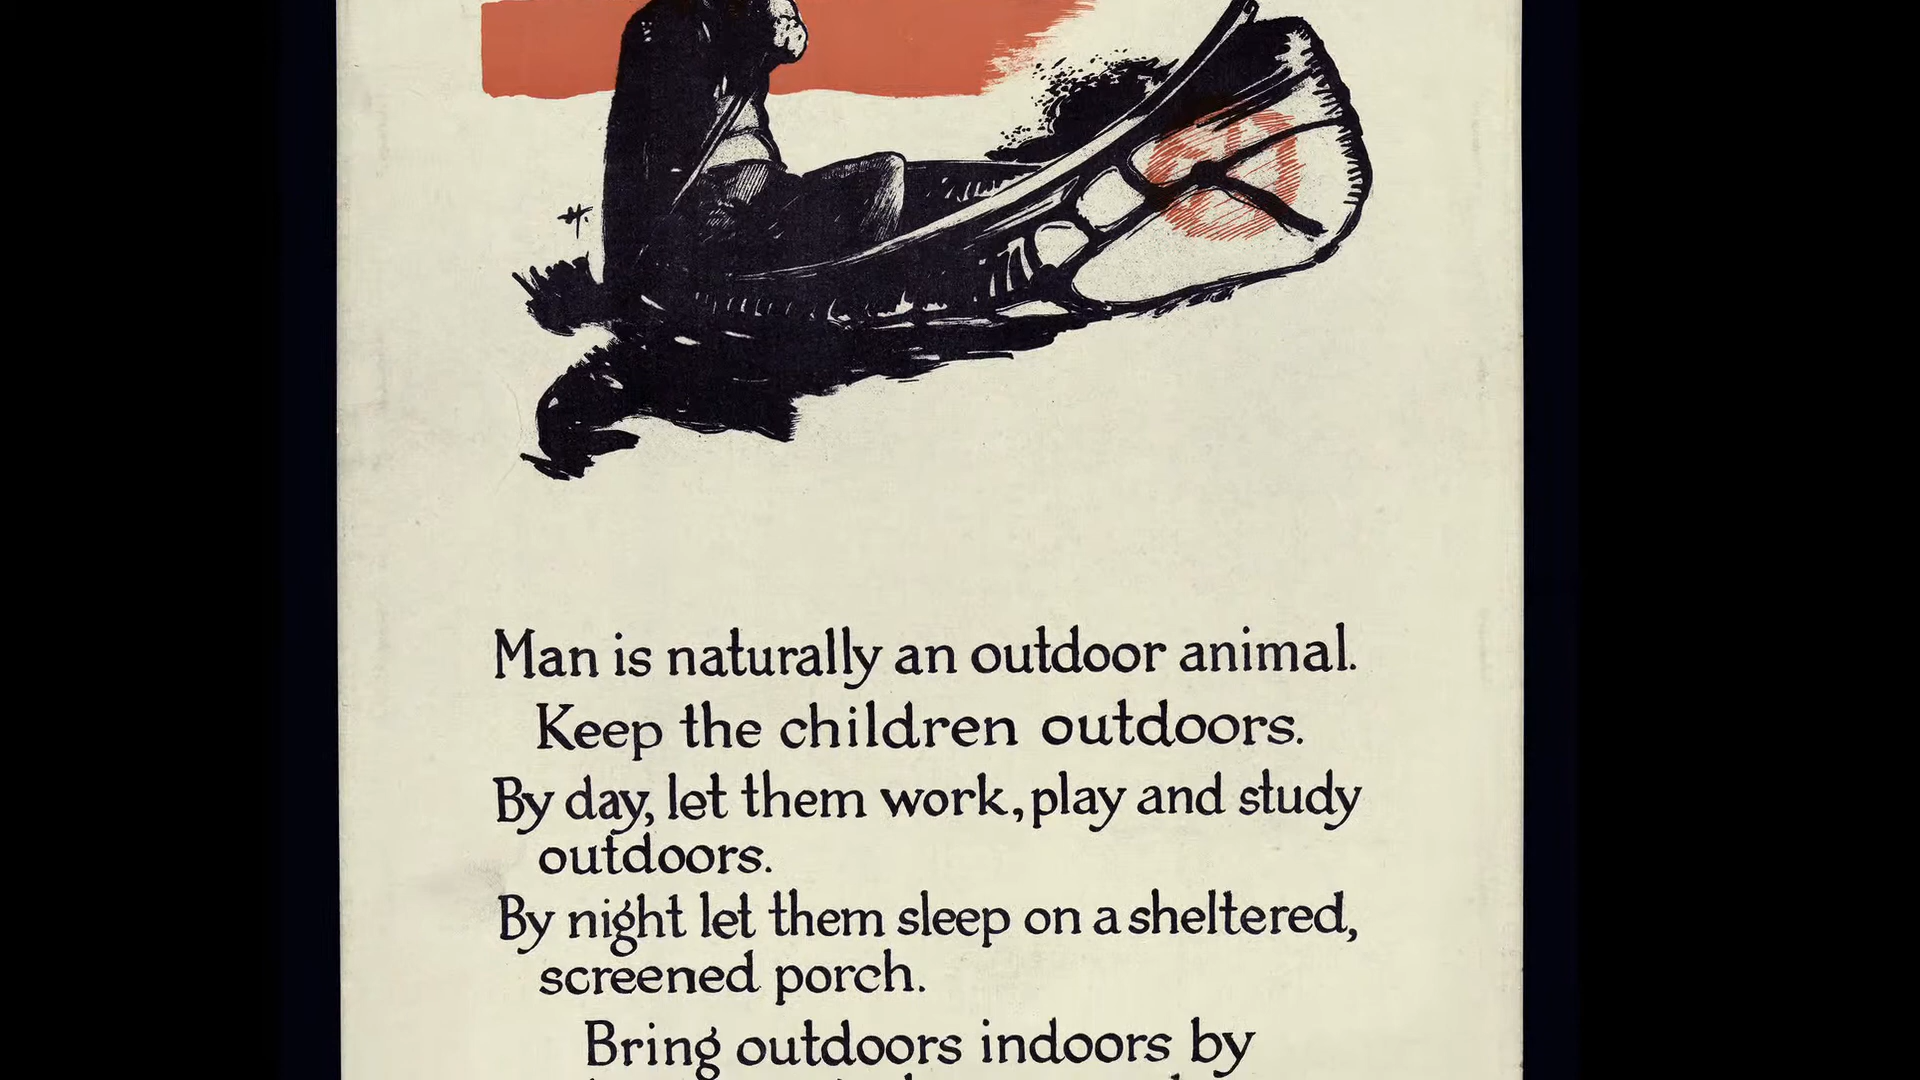 Man is naturally an outdoor animal.
Keep the children outdoors.
By day, let them work, play and study
outdoors.
By night let them sleep on a sheltered,
screened porch.
Bring outdoors indoors by